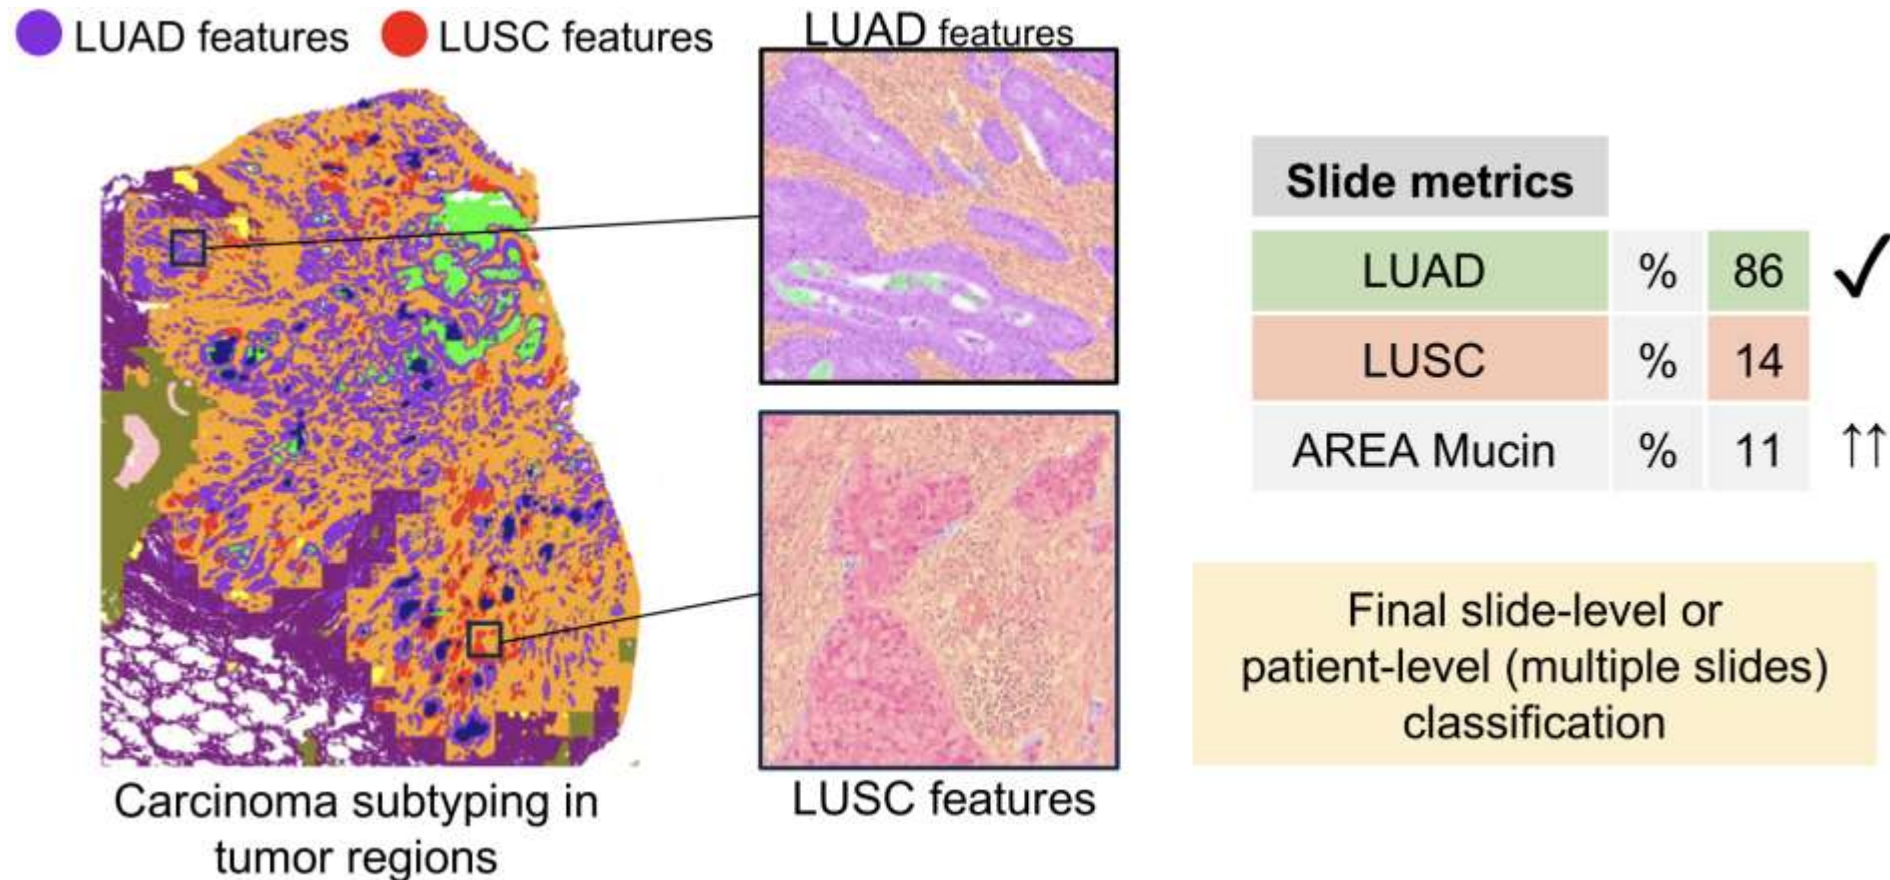 LUAD features LUSC features
LUAD features
Carcinoma subtyping in
tumor regions
LUSC features
Slide metrics
LUAD % 86 ✓
LUSC % 14
AREA Mucin % 11 ↑↑
Final slide-level or
patient-level (multiple slides)
classification